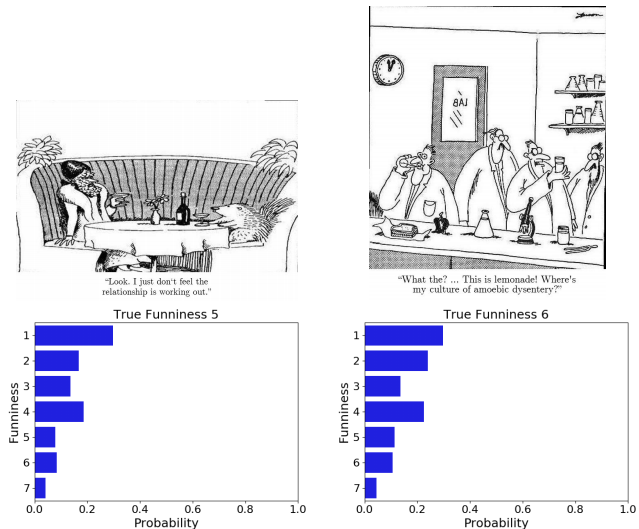 LAB
“Look. I just don't feel the
relationship is working out.”
“What the? ... This is lemonade! Where's
my culture of amoebic dysentery?”
True Funniness 5
Funniness
1
2
3
4
5
6
7
0.0 0.2 0.4 0.6 0.8 1.0
Probability
True Funniness 6
Funniness
1
2
3
4
5
6
7
0.0 0.2 0.4 0.6 0.8 1.0
Probability